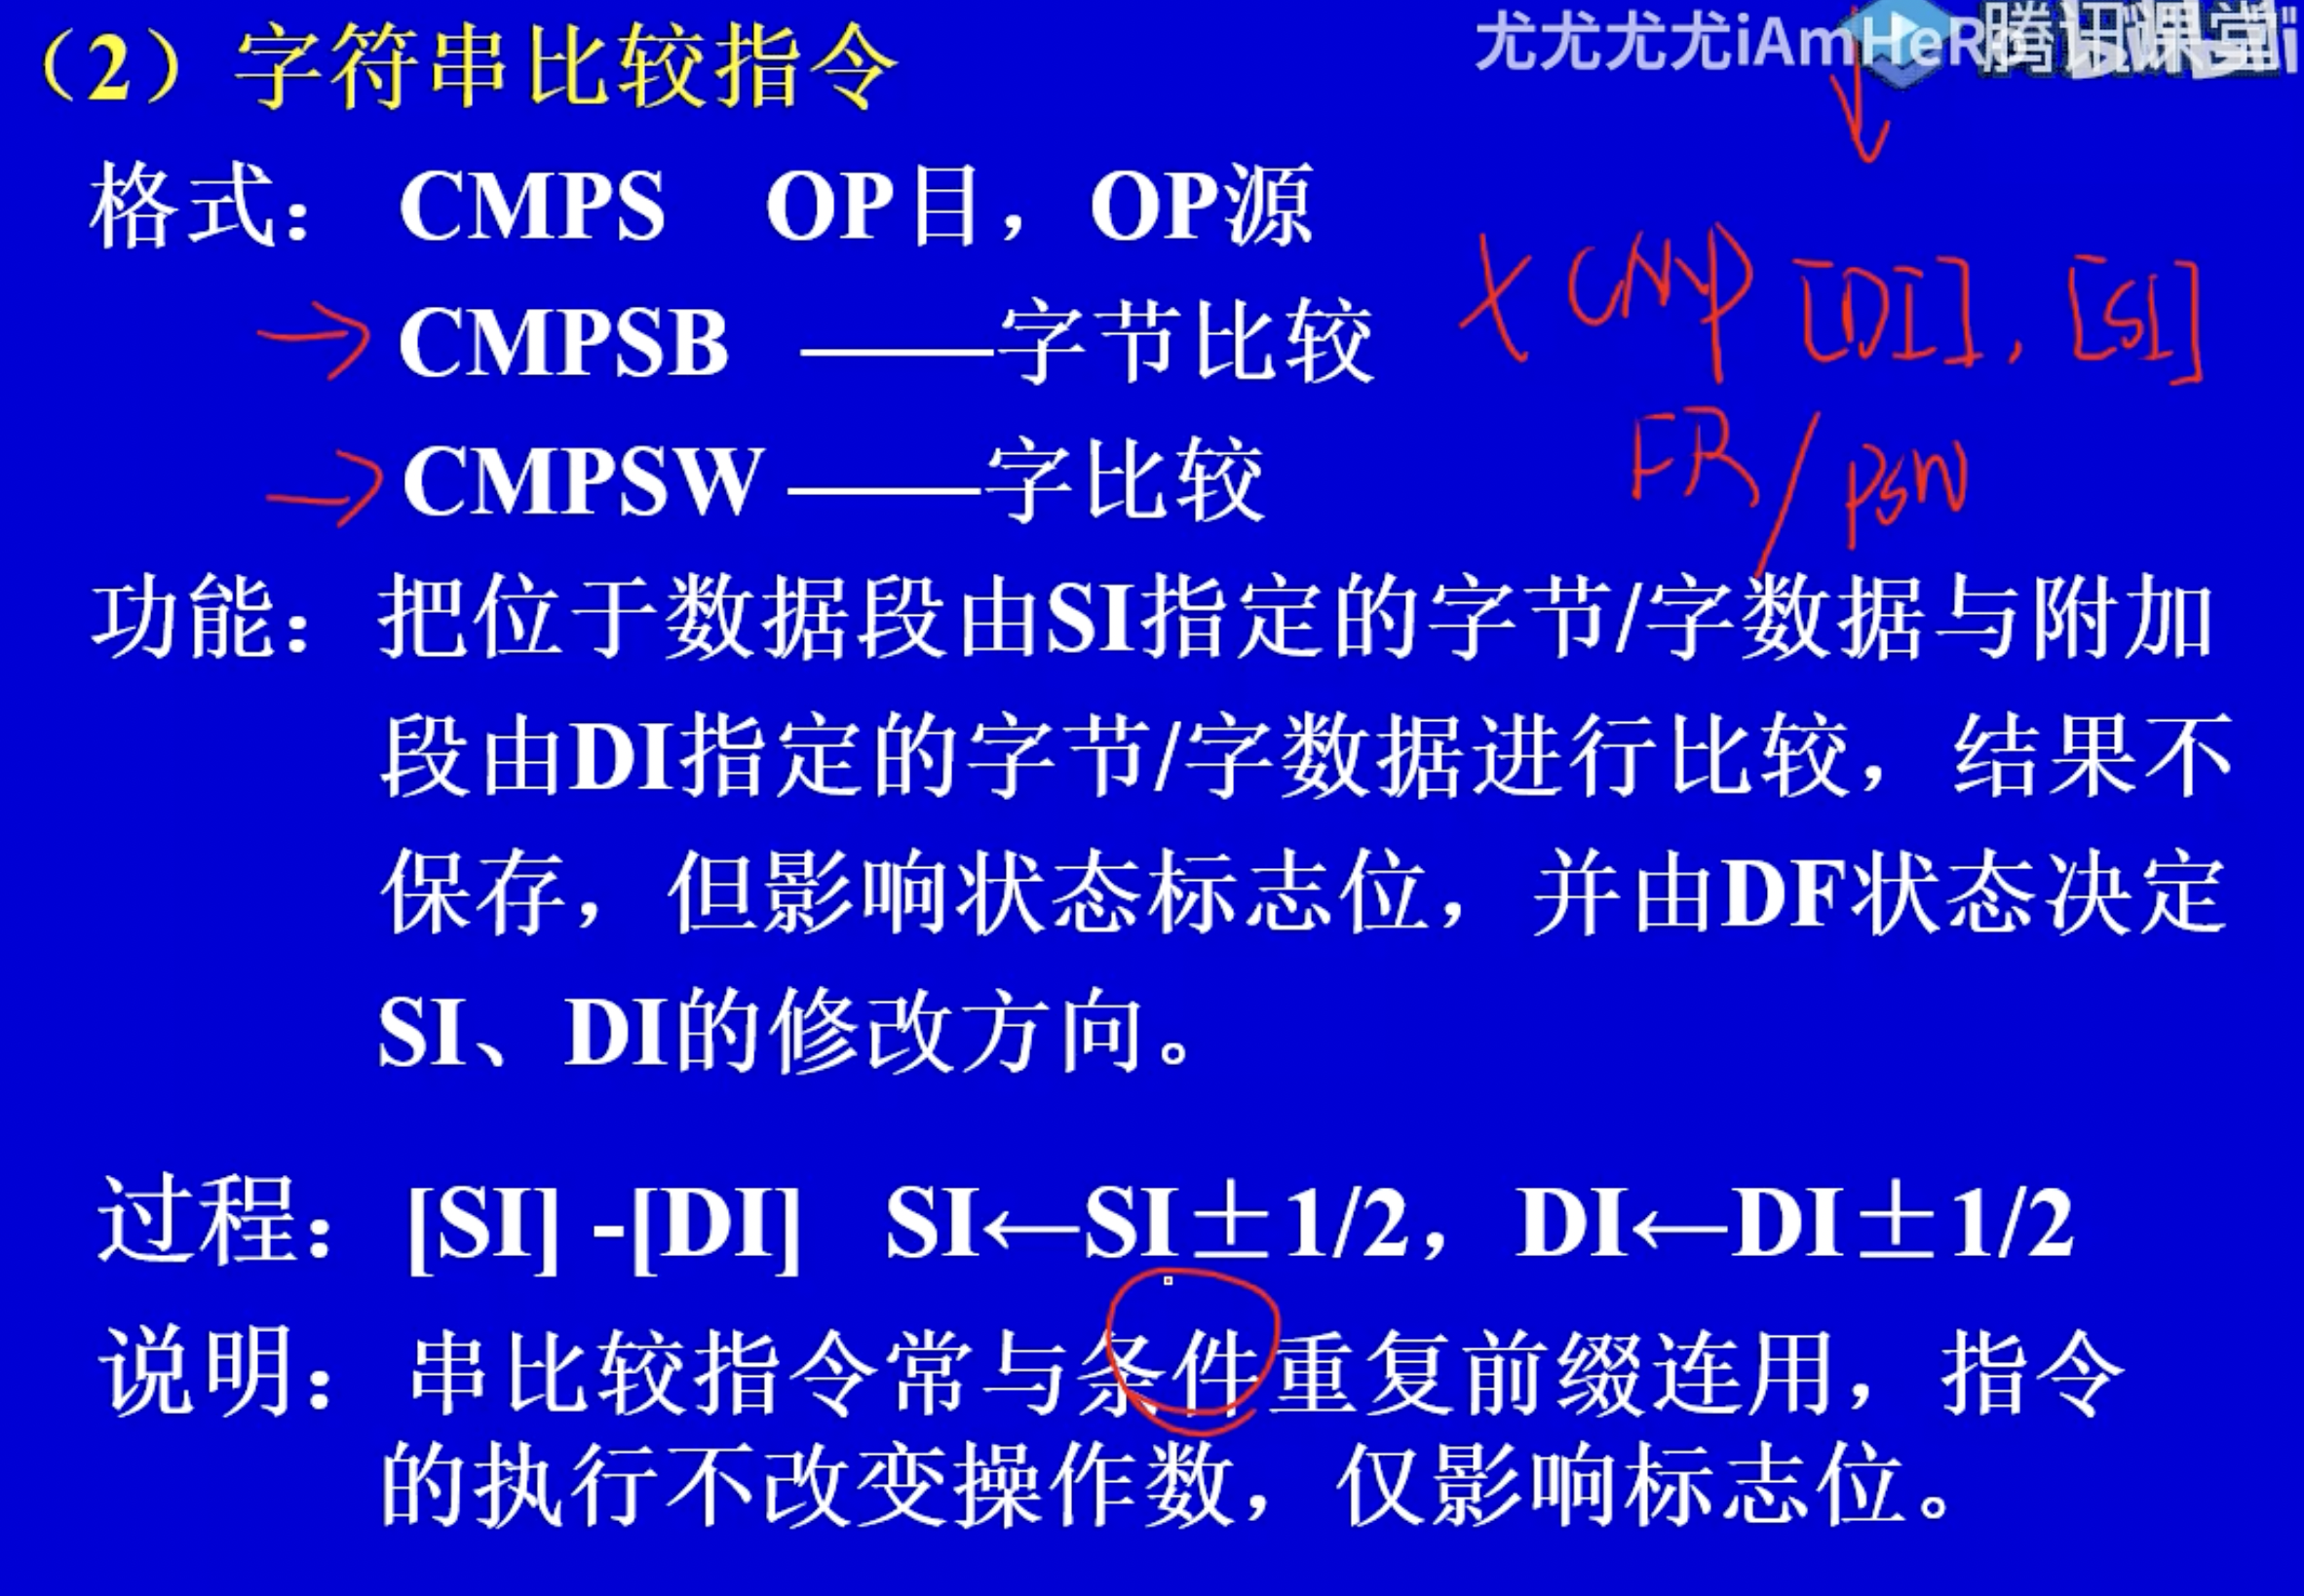 尤尤尤尤iAmHeRo 腾讯课堂
（2）字符串比较指令
格式： CMPS OP目，OP源
CMPSB ——字节比较
X CMP [DI], [SI]
CMPSW ——字比较
FR/PSW
功能：把位于数据段由SI指定的字节/字数据与附加
段由DI指定的字节/字数据进行比较，结果不
保存，但影响状态标志位，并由DF状态决定
SI、DI的修改方向。
过程： [SI] -[DI] SI←SI±1/2，DI←DI±1/2
说明：串比较指令常与条件重复前缀连用，指令
的执行不改变操作数，仅影响标志位。